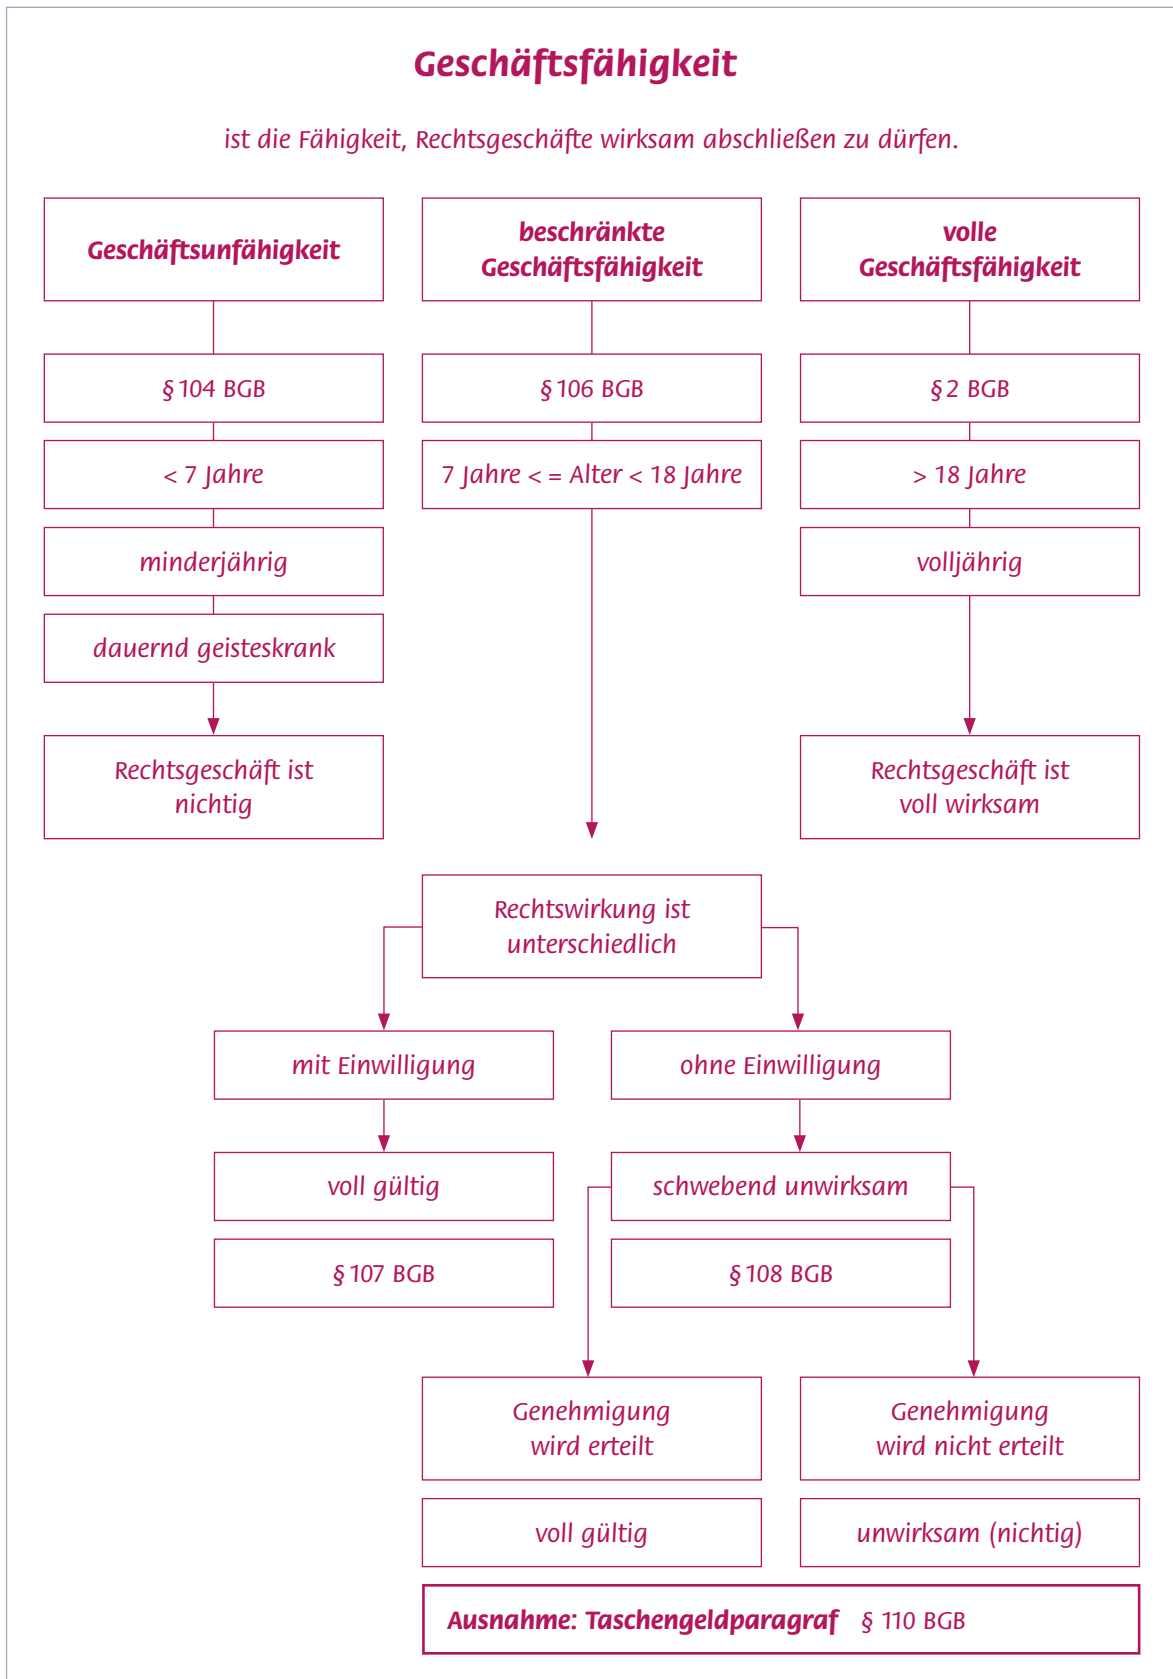 Geschäftsfähigkeit
ist die Fähigkeit, Rechtsgeschäfte wirksam abschließen zu dürfen.
Geschäftsunfähigkeit
§ 104 BGB
< 7 Jahre
minderjährig
dauernd geisteskrank
Rechtsgeschäft ist
nichtig
beschränkte
Geschäftsfähigkeit
§ 106 BGB
7 Jahre < = Alter < 18 Jahre
volle
Geschäftsfähigkeit
§ 2 BGB
> 18 Jahre
volljährig
Rechtsgeschäft ist
voll wirksam
Rechtswirkung ist
unterschiedlich
mit Einwilligung
voll gültig
§ 107 BGB
ohne Einwilligung
schwebend unwirksam
§ 108 BGB
Genehmigung
wird erteilt
voll gültig
Genehmigung
wird nicht erteilt
unwirksam (nichtig)
Ausnahme: Taschengeldparagraf § 110 BGB